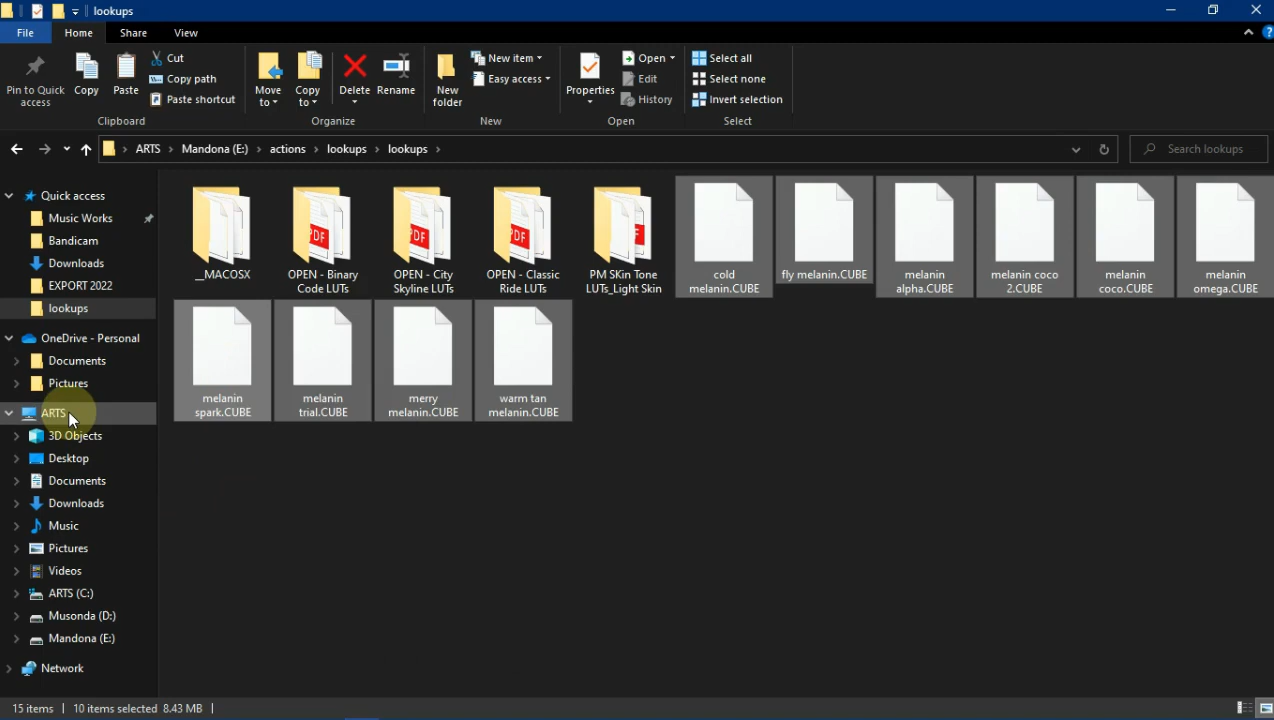 lookups
File Home Share View
Pin to Quick access
Copy
Paste
Cut
Copy path
Paste shortcut
Clipboard
Move to
Copy to
Delete
Rename
Organize
New folder
New item
Easy access
New
Properties
Open
Edit
History
Open
Select all
Select none
Invert selection
Select
ARTS › Mandona (E:) › actions › lookups › lookups ›
Search lookups
Quick access
Music Works
Bandicam
Downloads
EXPORT 2022
lookups
OneDrive - Personal
Documents
Pictures
ARTS
3D Objects
Desktop
Documents
Downloads
Music
Pictures
Videos
ARTS (C:)
Musonda (D:)
Mandona (E:)
Network
__MACOSX
PDF
OPEN - Binary
Code LUTs
PDF
OPEN - City
Skyline LUTs
PDF
OPEN - Classic
Ride LUTs
PDF
PM SKin Tone
LUTs_Light Skin
cold
melanin.CUBE
fly melanin.CUBE
melanin
alpha.CUBE
melanin coco
2.CUBE
melanin
coco.CUBE
melanin
omega.CUBE
melanin
spark.CUBE
melanin
trial.CUBE
merry
melanin.CUBE
warm tan
melanin.CUBE
15 items 10 items selected 8.43 MB